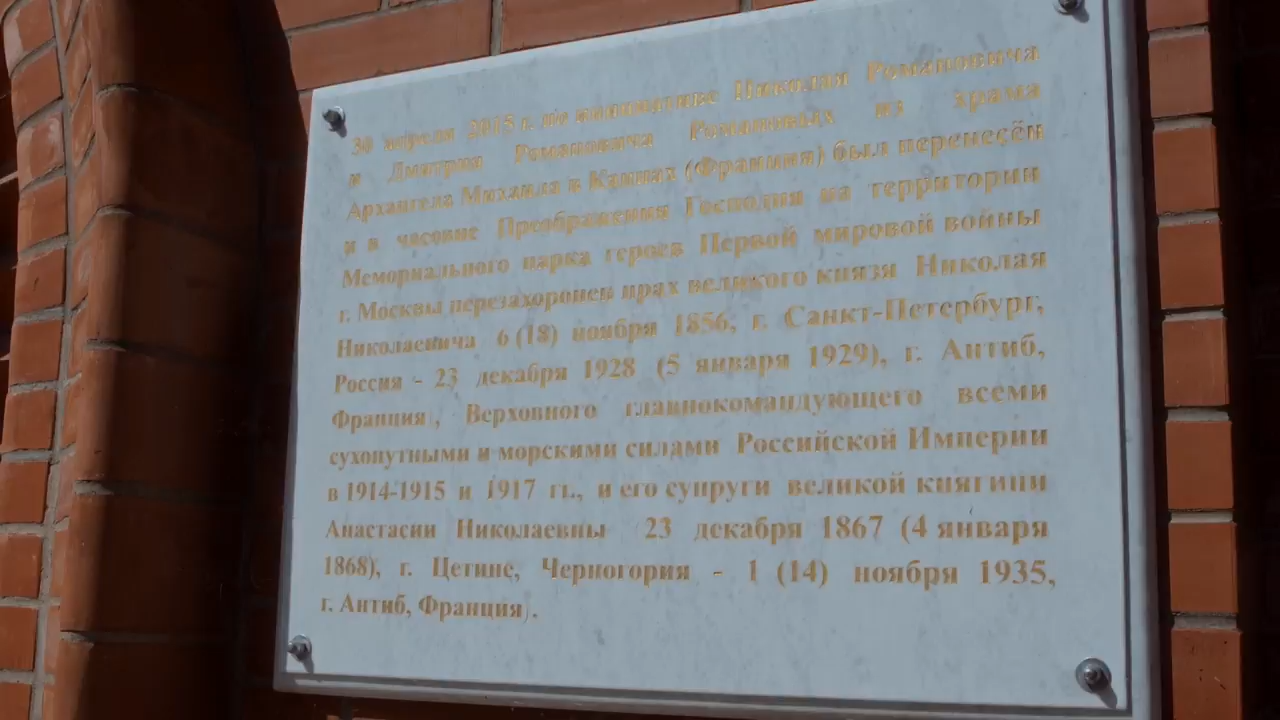 30 апреля 2015 г. по инициативе Николая Романовича
и Дмитрия Романовича Романовых из храма
Архангела Михаила в Каннах (Франция) был перенесён
и в часовне Преображения Господня на территории
Мемориального парка героев Первой мировой войны
г. Москвы перезахоронен прах великого князя Николая
Николаевича 6 (18) ноября 1856, г. Санкт-Петербург,
Россия - 23 декабря 1928 (5 января 1929), г. Антиб,
Франция), Верховного главнокомандующего всеми
сухопутными и морскими силами Российской Империи
в 1914-1915 и 1917 гг., и его супруги великой княгини
Анастасии Николаевны 23 декабря 1867 (4 января
1868), г. Цетине, Черногория - 1 (14) ноября 1935,
г. Антиб, Франция).